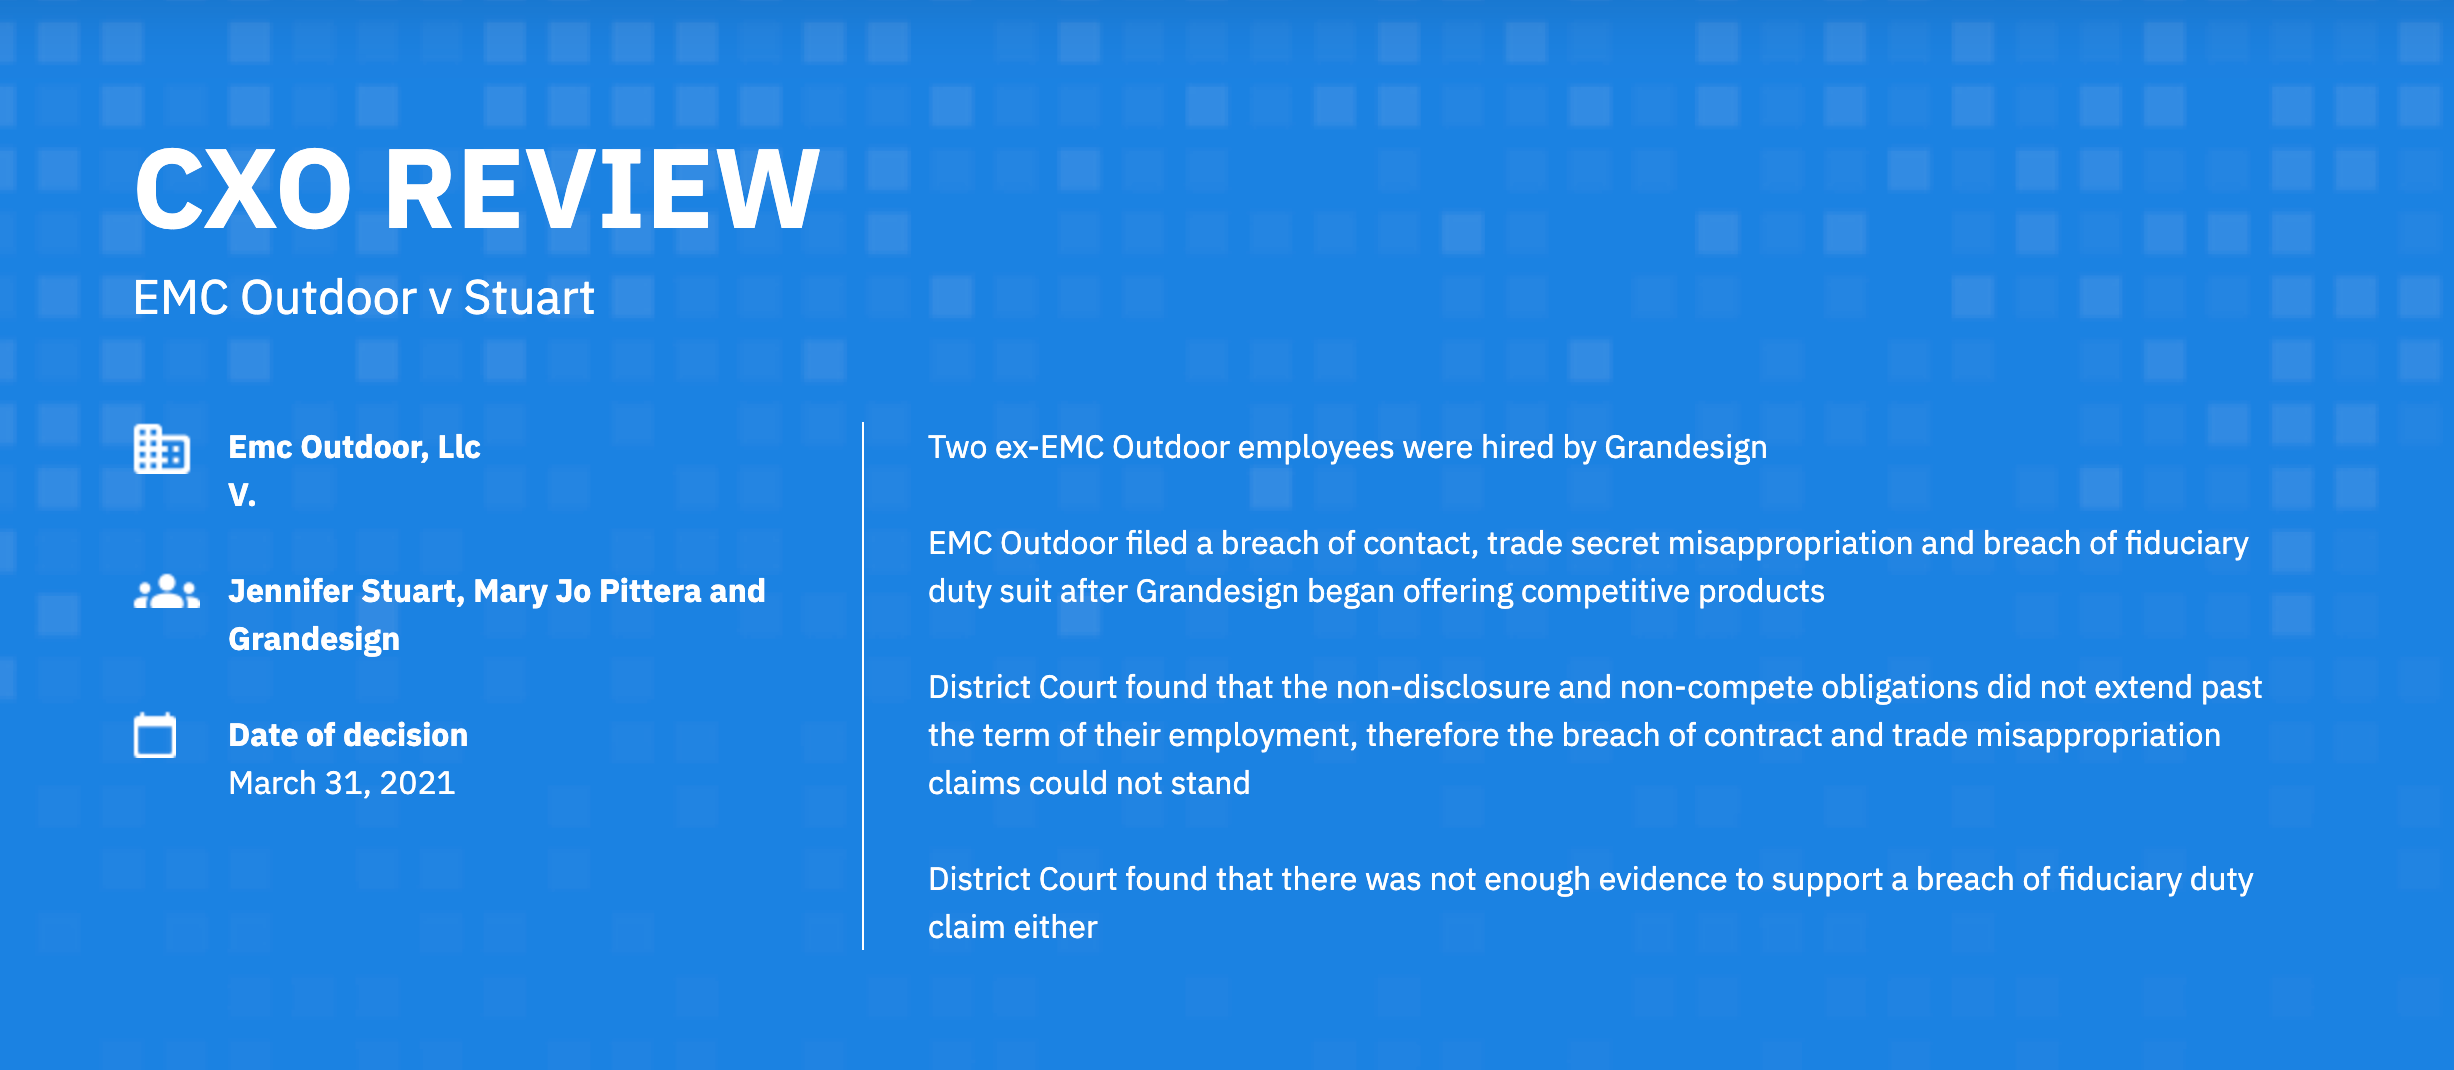 CXO REVIEW
EMC Outdoor v Stuart
Emc Outdoor, Llc
V.
Jennifer Stuart, Mary Jo Pittera and
Grandesign
Date of decision
March 31, 2021
Two ex-EMC Outdoor employees were hired by Grandesign
EMC Outdoor filed a breach of contact, trade secret misappropriation and breach of fiduciary
duty suit after Grandesign began offering competitive products
District Court found that the non-disclosure and non-compete obligations did not extend past
the term of their employment, therefore the breach of contract and trade misappropriation
claims could not stand
District Court found that there was not enough evidence to support a breach of fiduciary duty
claim either